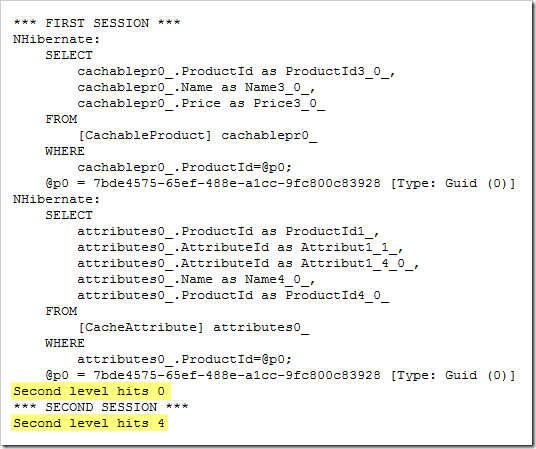 *** FIRST SESSION ***
NHibernate:
    SELECT
        cachablepr0_.ProductId as ProductId3_0_,
        cachablepr0_.Name as Name3_0_,
        cachablepr0_.Price as Price3_0_
    FROM
        [CachableProduct] cachablepr0_
    WHERE
        cachablepr0_.ProductId=@p0;
    @p0 = 7bde4575-65ef-488e-a1cc-9fc800c83928 [Type: Guid (0)]
NHibernate:
    SELECT
        attributes0_.ProductId as ProductId1_,
        attributes0_.AttributeId as Attribut1_1_,
        attributes0_.AttributeId as Attribut1_4_0_,
        attributes0_.Name as Name4_0_,
        attributes0_.ProductId as ProductId4_0_
    FROM
        [CacheAttribute] attributes0_
    WHERE
        attributes0_.ProductId=@p0;
    @p0 = 7bde4575-65ef-488e-a1cc-9fc800c83928 [Type: Guid (0)]
Second level hits 0
*** SECOND SESSION ***
Second level hits 4